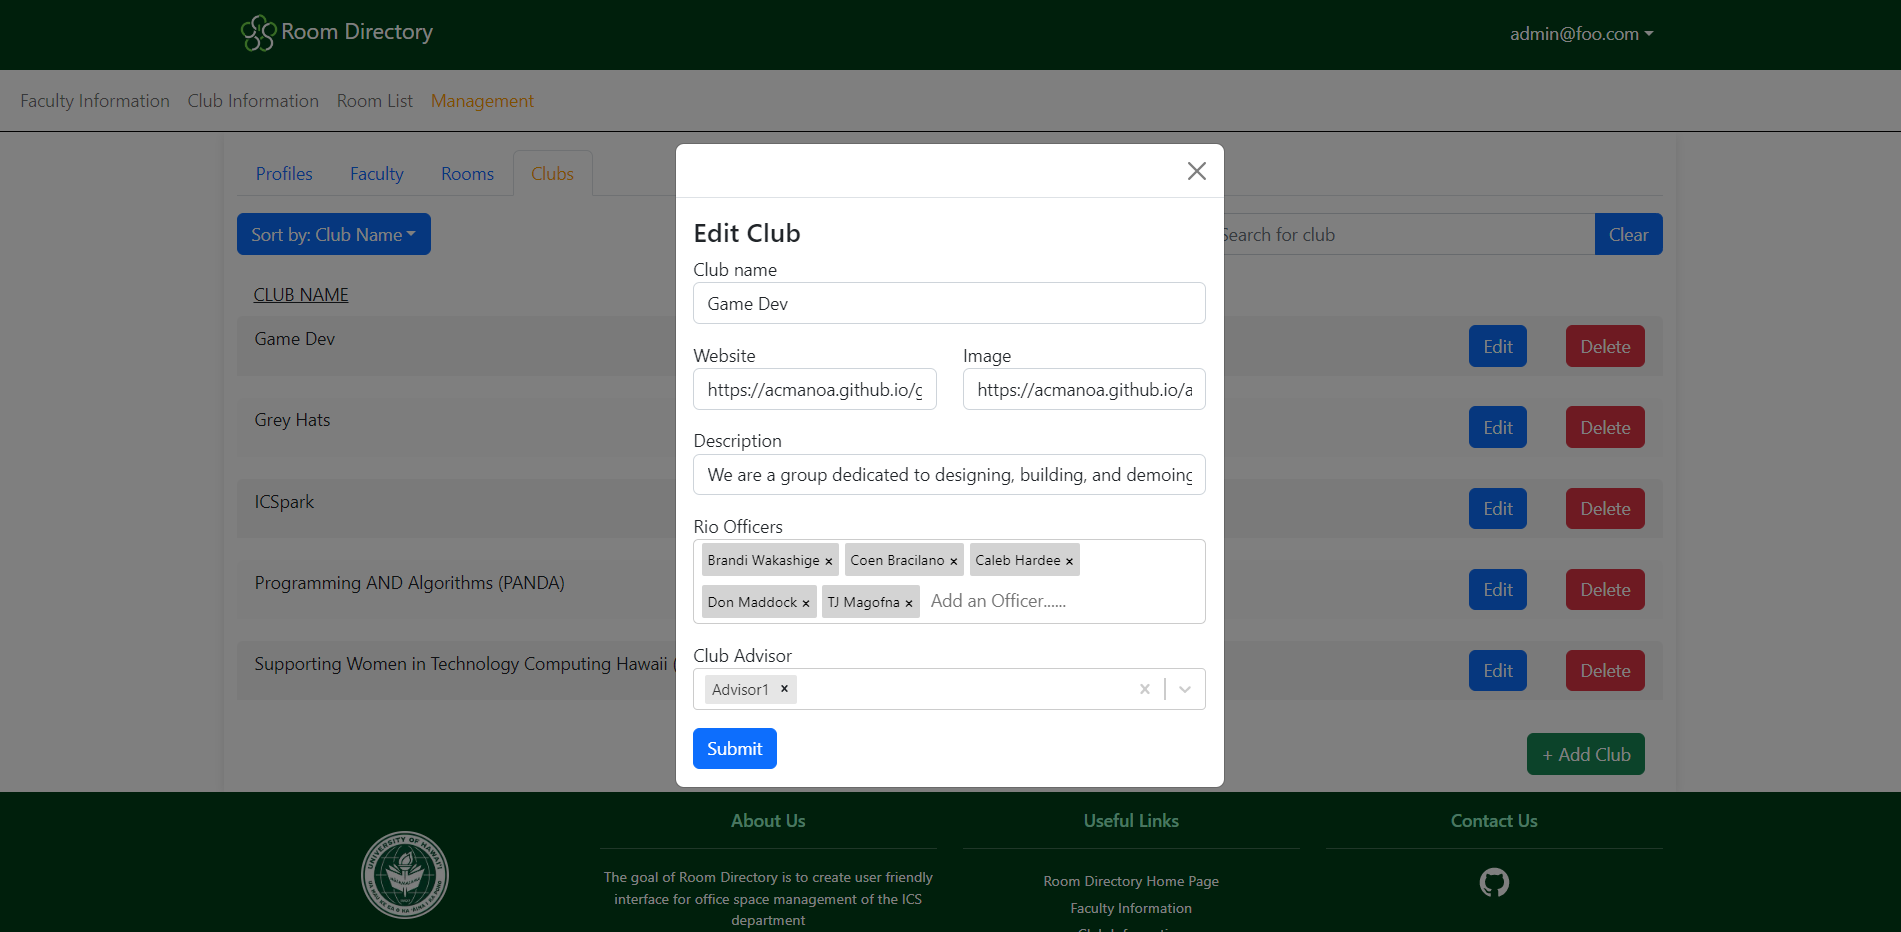 Room Directory
admin@foo.com
Faculty Information Club Information Room List Management
Profiles Faculty Rooms Clubs
Sort by: Club Name
Search for club Clear
CLUB NAME
Game Dev Edit Delete
Grey Hats Edit Delete
ICSpark Edit Delete
Programming AND Algorithms (PANDA) Edit Delete
Supporting Women in Technology Computing Hawaii ( Edit Delete
+ Add Club
Edit Club
Club name
Game Dev
Website Image
https://acmanoa.github.io/g https://acmanoa.github.io/a
Description
We are a group dedicated to designing, building, and demoing
Rio Officers
Brandi Wakashige × Coen Bracilano × Caleb Hardee ×
Don Maddock × TJ Magofna × Add an Officer......
Club Advisor
Advisor1 ×
Submit
UNIVERSITY OF HAWAI'I
About Us
The goal of Room Directory is to create user friendly
interface for office space management of the ICS
department
Useful Links
Room Directory Home Page
Faculty Information
Contact Us